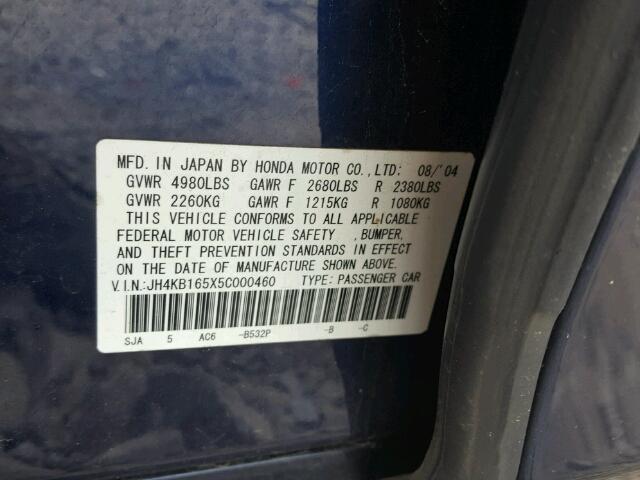 MFD. IN JAPAN BY HONDA MOTOR CO.,LTD: 08/'04
GVWR 4980LBS GAWR F 2680LBS R 2380LBS
GVWR 2260KG GAWR F 1215KG R 1080KG
THIS VEHICLE CONFORMS TO ALL APPLICABLE
FEDERAL MOTOR VEHICLE SAFETY ,BUMPER,
AND THEFT PREVENTION STANDARDS IN EFFECT
ON THE DATE OF MANUFACTURE SHOWN ABOVE.
V.I.N:JH4KB165X5C000460 TYPE: PASSENGER CAR
SJA 5 AC6 -B532P -B -C